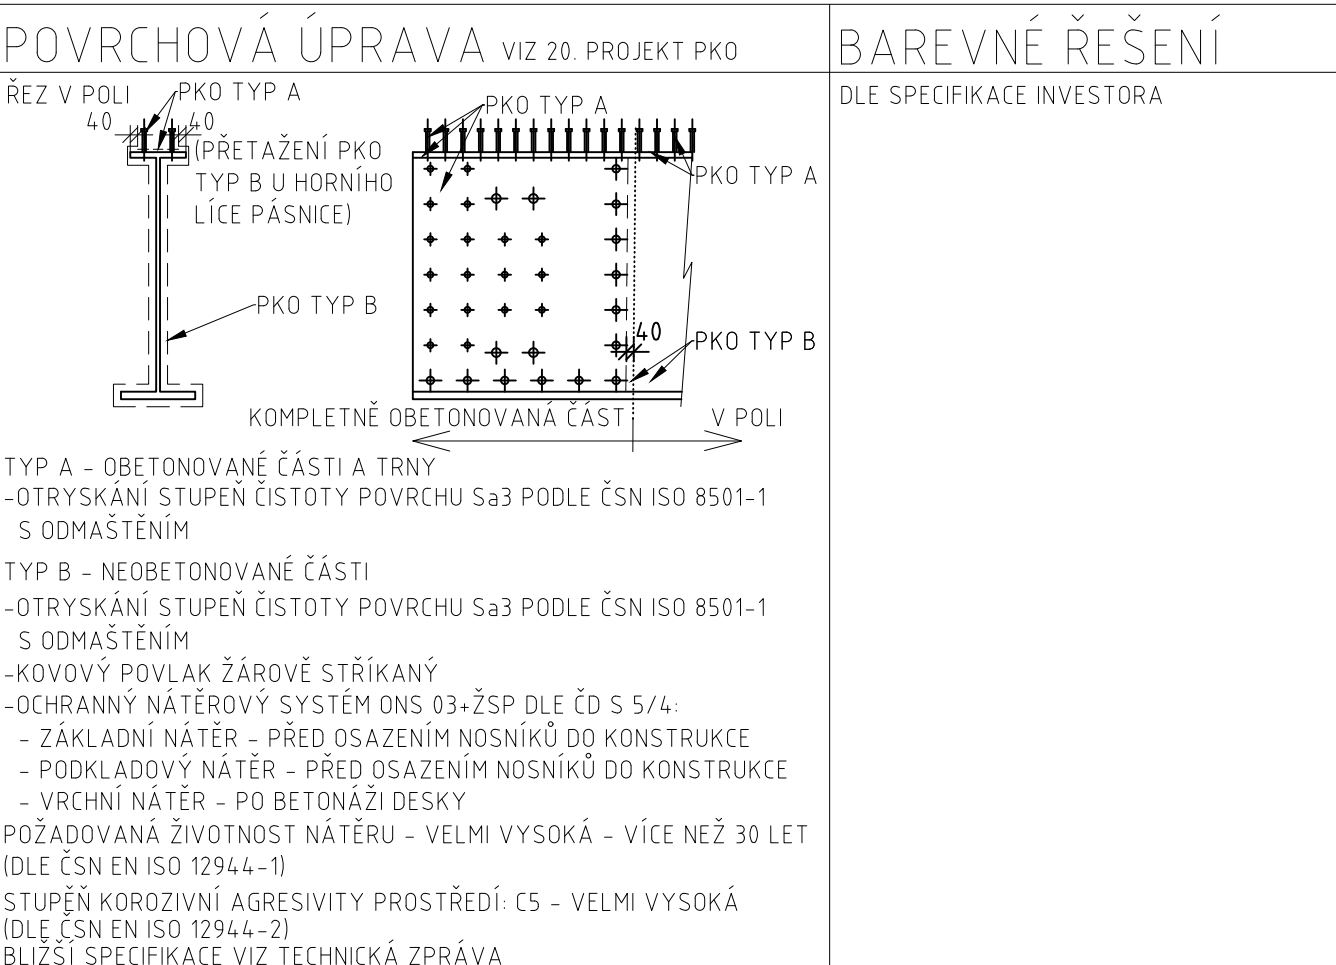 POVRCHOVÁ ÚPRAVA VIZ 20. PROJEKT PKO
ŘEZ V POLI
PKO TYP A
40
40
(PŘETAŽENÍ PKO
TYP B U HORNÍHO
LÍCE PÁSNICE)
PKO TYP B
PKO TYP A
PKO TYP A
40
PKO TYP B
KOMPLETNĚ OBETONOVANÁ ČÁST
V POLI
TYP A - OBETONOVANÉ ČÁSTI A TRNY
-OTRYSKÁNÍ STUPEŇ ČISTOTY POVRCHU Sa3 PODLE ČSN ISO 8501-1
S ODMAŠTĚNÍM
TYP B - NEOBETONOVANÉ ČÁSTI
-OTRYSKÁNÍ STUPEŇ ČISTOTY POVRCHU Sa3 PODLE ČSN ISO 8501-1
S ODMAŠTĚNÍM
-KOVOVÝ POVLAK ŽÁROVĚ STŘÍKANÝ
-OCHRANNÝ NÁTĚROVÝ SYSTÉM ONS 03+ŽSP DLE ČD S 5/4:
- ZÁKLADNÍ NÁTĚR - PŘED OSAZENÍM NOSNÍKŮ DO KONSTRUKCE
- PODKLADOVÝ NÁTĚR - PŘED OSAZENÍM NOSNÍKŮ DO KONSTRUKCE
- VRCHNÍ NÁTĚR - PO BETONÁŽI DESKY
POŽADOVANÁ ŽIVOTNOST NÁTĚRU - VELMI VYSOKÁ - VÍCE NEŽ 30 LET
(DLE ČSN EN ISO 12944-1)
STUPĚŇ KOROZIVNÍ AGRESIVITY PROSTŘEDÍ: C5 - VELMI VYSOKÁ
(DLE ČSN EN ISO 12944-2)
BLIŽŠÍ SPECIFIKACE VIZ TECHNICKÁ ZPRÁVA
BAREVNÉ ŘEŠENÍ
DLE SPECIFIKACE INVESTORA